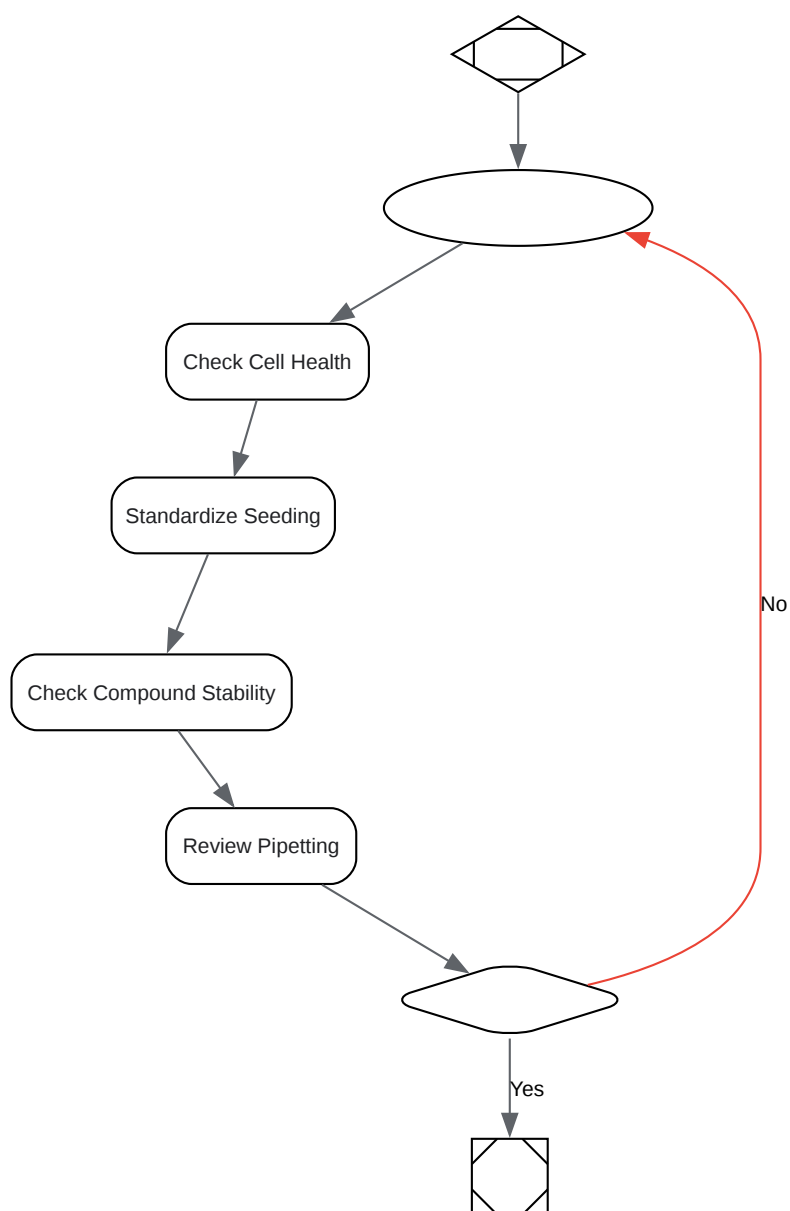 Check Cell Health
Standardize Seeding
No
Check Compound Stability
Review Pipetting
Yes